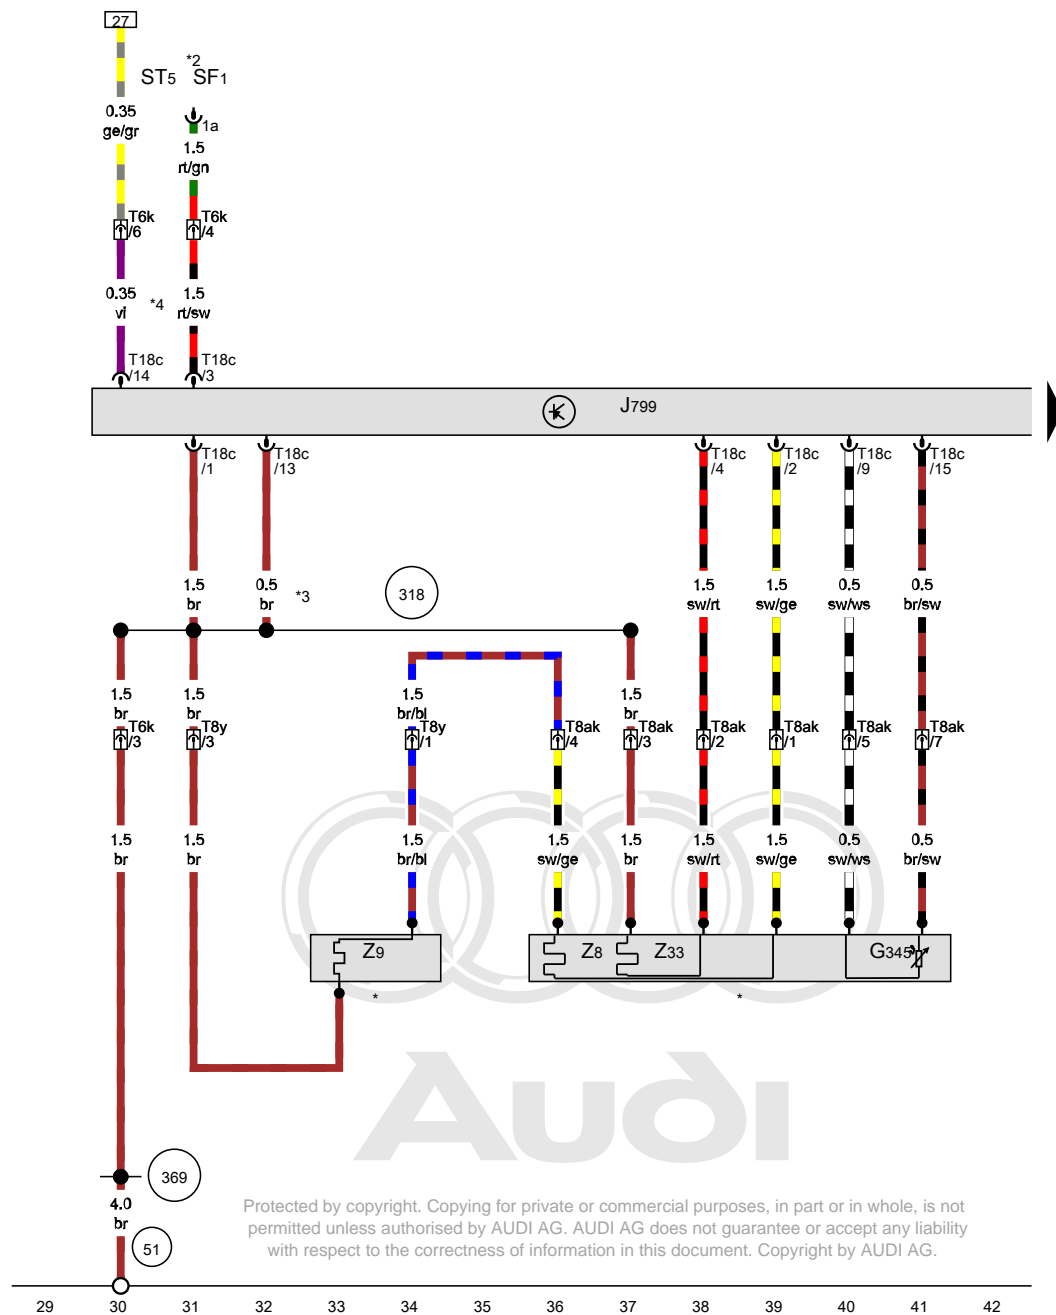 27
*2
ST5 SF1
0.35
ge/gr
1a
1.5
rt/gn
T6k
/6
T6k
/4
0.35
vi
*4
1.5
rt/sw
T18c
/14
T18c
/3
J799
T18c
/1
T18c
/13
T18c
/4
T18c
/2
T18c
/9
T18c
/15
1.5
br
0.5
br
*3
318
1.5
sw/rt
1.5
sw/ge
0.5
sw/ws
0.5
br/sw
1.5
br
1.5
br
1.5
br/bl
1.5
br
T6k
/3
T8y
/3
T8y
/1
T8ak
/4
T8ak
/3
T8ak
/2
T8ak
/1
T8ak
/5
T8ak
/7
1.5
br
1.5
br
1.5
br/bl
1.5
sw/ge
1.5
br
1.5
sw/rt
1.5
sw/ge
0.5
sw/ws
0.5
br/sw
Z9
Z8
Z33
G345
*
*
Audi
369
4.0
br
51
Protected by copyright. Copying for private or commercial purposes, in part or in whole, is not
permitted unless authorised by AUDI AG. AUDI AG does not guarantee or accept any liability
with respect to the correctness of information in this document. Copyright by AUDI AG.
29 30 31 32 33 34 35 36 37 38 39 40 41 42